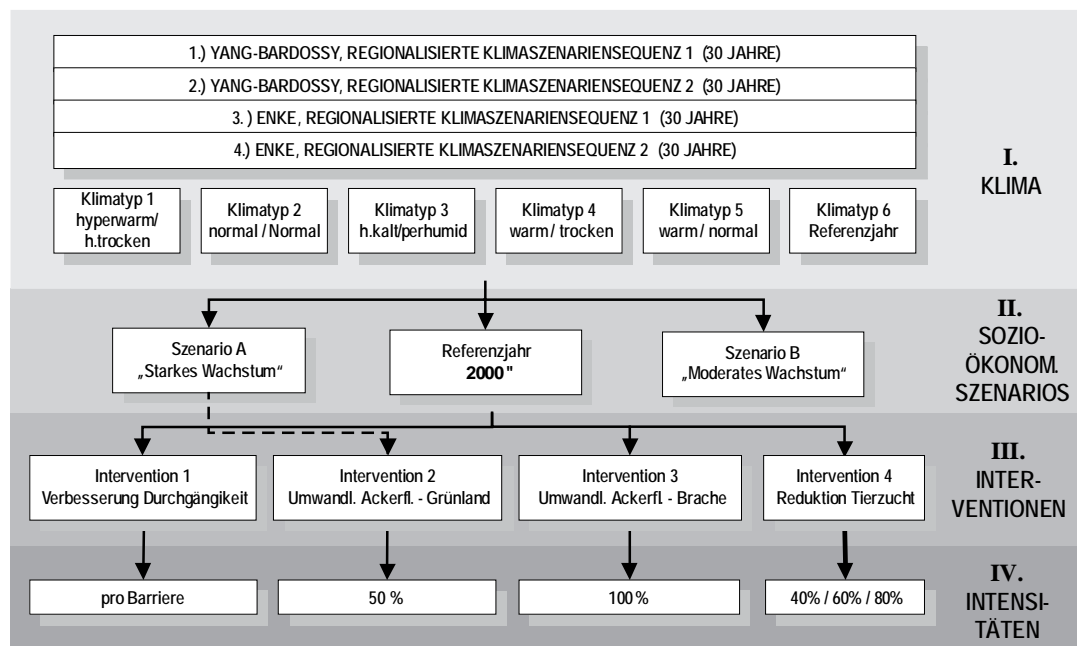 1.) YANG-BARDOSSY, REGIONALISIERTE KLIMASZENARIENSEQUENZ 1 (30 JAHRE)
2.) YANG-BARDOSSY, REGIONALISIERTE KLIMASZENARIENSEQUENZ 2 (30 JAHRE)
3. ) ENKE, REGIONALISIERTE KLIMASZENARIENSEQUENZ 1 (30 JAHRE)
4.) ENKE, REGIONALISIERTE KLIMASZENARIENSEQUENZ 2 (30 JAHRE)
I.
KLIMA
Klimatyp 1
hyperwarm/
h.trocken
Klimatyp 2
normal / Normal
Klimatyp 3
h.kalt/perhumid
Klimatyp 4
warm / trocken
Klimatyp 5
warm / normal
Klimatyp 6
Referenzjahr
II.
SOZIO-
ÖKONOM.
SZENARIOS
Szenario A
„Starkes Wachstum“
Referenzjahr
2000"
Szenario B
„Moderates Wachstum“
III.
INTER-
VENTIONEN
Intervention 1
Verbesserung Durchgängikeit
Intervention 2
Umwandl. Ackerfl. - Grünland
Intervention 3
Umwandl. Ackerfl. - Brache
Intervention 4
Reduktion Tierzucht
IV.
INTENSI-
TÄTEN
pro Barriere
50 %
100 %
40% / 60% / 80%